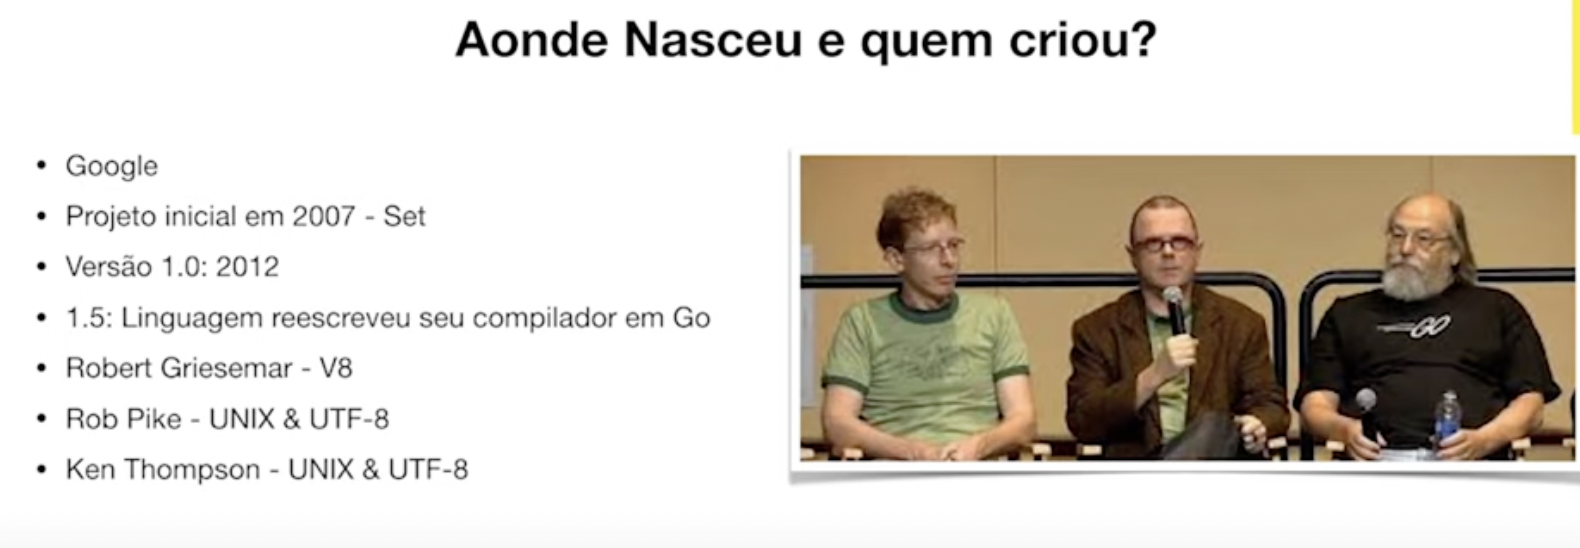 Aonde Nasceu e quem criou?
• Google
• Projeto inicial em 2007 - Set
• Versão 1.0: 2012
• 1.5: Linguagem reescreveu seu compilador em Go
• Robert Griesemar - V8
• Rob Pike - UNIX & UTF-8
• Ken Thompson - UNIX & UTF-8
GO